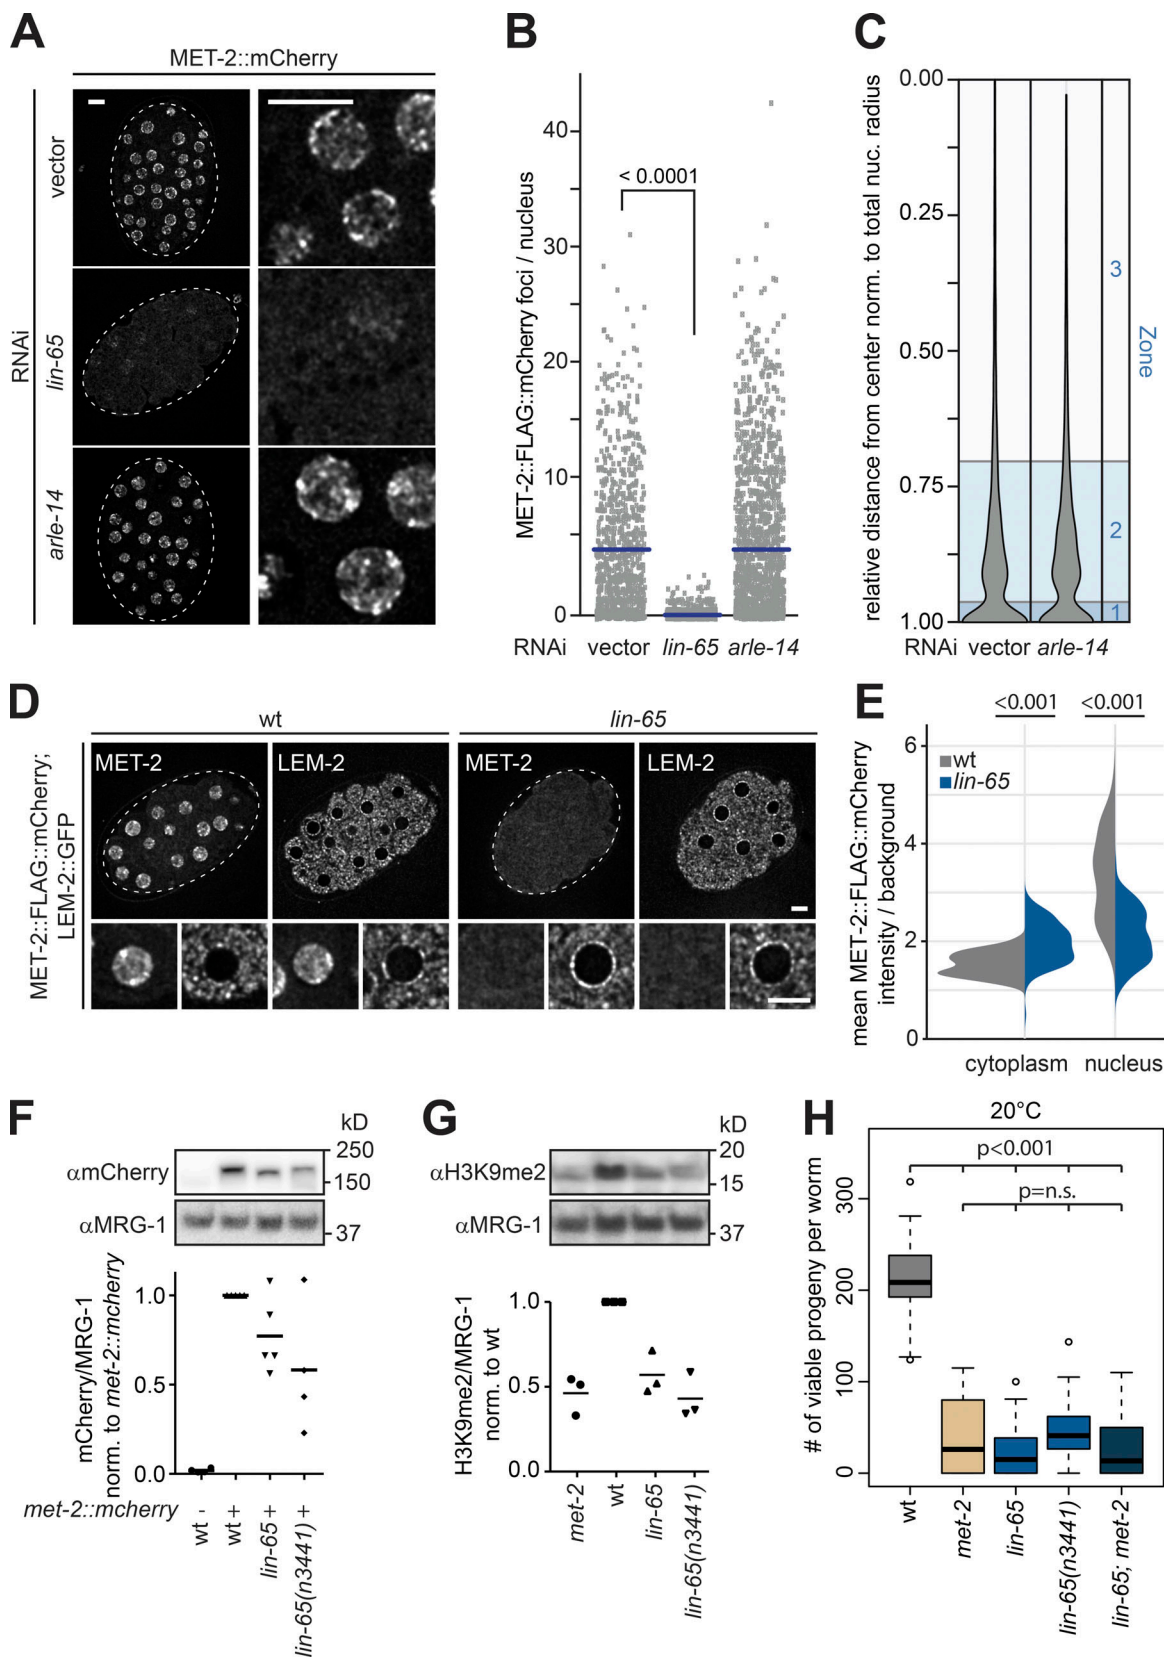 A
MET-2::mCherry
RNAi
vector
lin-65
arle-14
B
MET-2::FLAG::mCherry foci / nucleus
40
30
20
10
0
< 0.0001
RNAi vector lin-65 arle-14
C
relative distance from center norm. to total nuc. radius
0.00
0.25
0.50
0.75
1.00
3
2
1
Zone
RNAi vector arle-14
D
wt
lin-65
MET-2::FLAG::mCherry;
LEM-2::GFP
MET-2
LEM-2
MET-2
LEM-2
E
<0.001
<0.001
mean MET-2::FLAG::mCherry
intensity / background
6
4
2
0
wt
lin-65
cytoplasm
nucleus
F
kD
αmCherry
250
150
αMRG-1
37
mCherry/MRG-1
norm. to met-2::mcherry
1.0
0.5
0.0
met-2::mcherry
wt -
wt +
lin-65 +
lin-65(n3441) +
G
kD
αH3K9me2
20
15
αMRG-1
37
H3K9me2/MRG-1
norm. to wt
1.0
0.5
0.0
met-2
wt
lin-65
lin-65(n3441)
H
20°C
p<0.001
p=n.s.
# of viable progeny per worm
300
200
100
0
wt
met-2
lin-65
lin-65(n3441)
lin-65; met-2